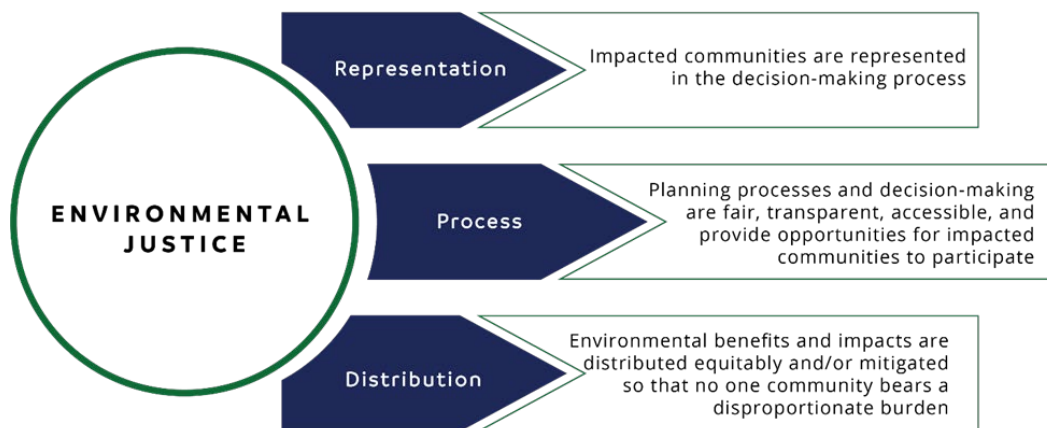 ENVIRONMENTAL
JUSTICE
Representation
Impacted communities are represented
in the decision-making process
Process
Planning processes and decision-making
are fair, transparent, accessible, and
provide opportunities for impacted
communities to participate
Distribution
Environmental benefits and impacts are
distributed equitably and/or mitigated
so that no one community bears a
disproportionate burden